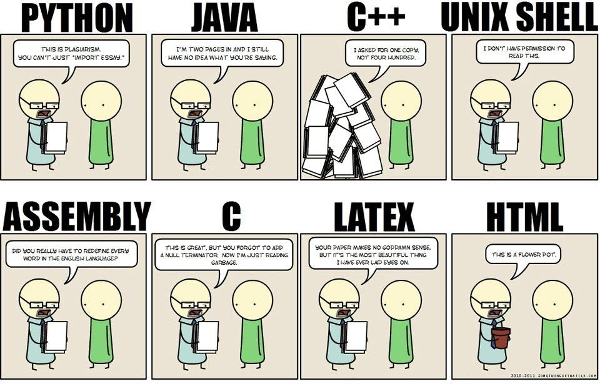 PYTHON
THIS IS PLAGIARISM.
YOU CAN'T JUST "IMPORT ESSAY."
JAVA
I'M TWO PAGES IN AND I STILL
HAVE NO IDEA WHAT YOU'RE SAYING.
C++
I ASKED FOR ONE COPY,
NOT FOUR HUNDRED.
UNIX SHELL
I DON'T HAVE PERMISSION TO
READ THIS.
ASSEMBLY
DID YOU REALLY HAVE TO REDEFINE EVERY
WORD IN THE ENGLISH LANGUAGE?
C
THIS IS GREAT, BUT YOU FORGOT TO ADD
A NULL TERMINATOR. NOW I'M JUST READING
GARBAGE.
LATEX
YOUR PAPER MAKES NO GODDAMN SENSE,
BUT IT'S THE MOST BEAUTIFUL THING
I HAVE EVER LAID EYES ON.
HTML
THIS IS A FLOWER POT.